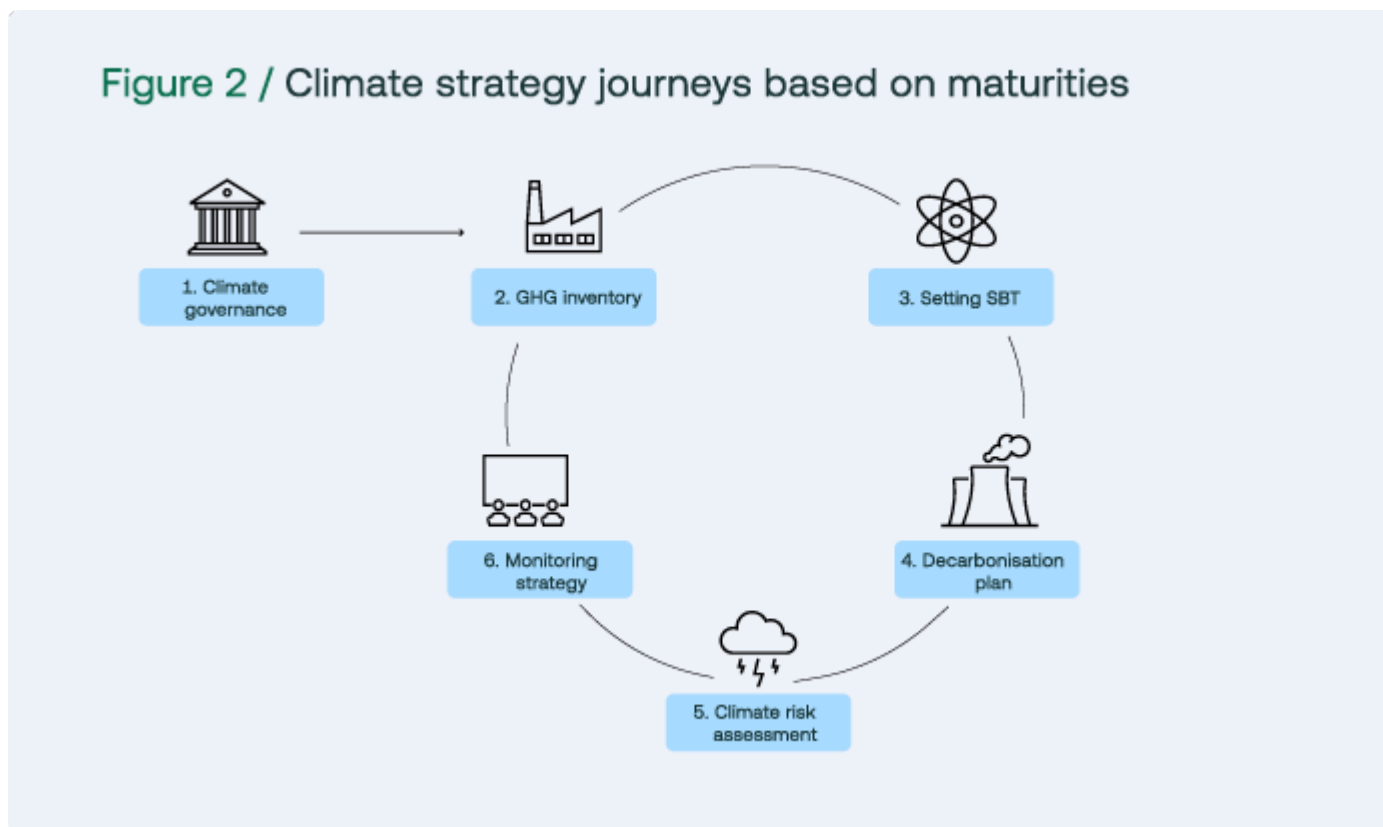 Figure 2 / Climate strategy journeys based on maturities
1. Climate
governance
2. GHG inventory
3. Setting SBT
4. Decarbonisation
plan
5. Climate risk
assessment
6. Monitoring
strategy